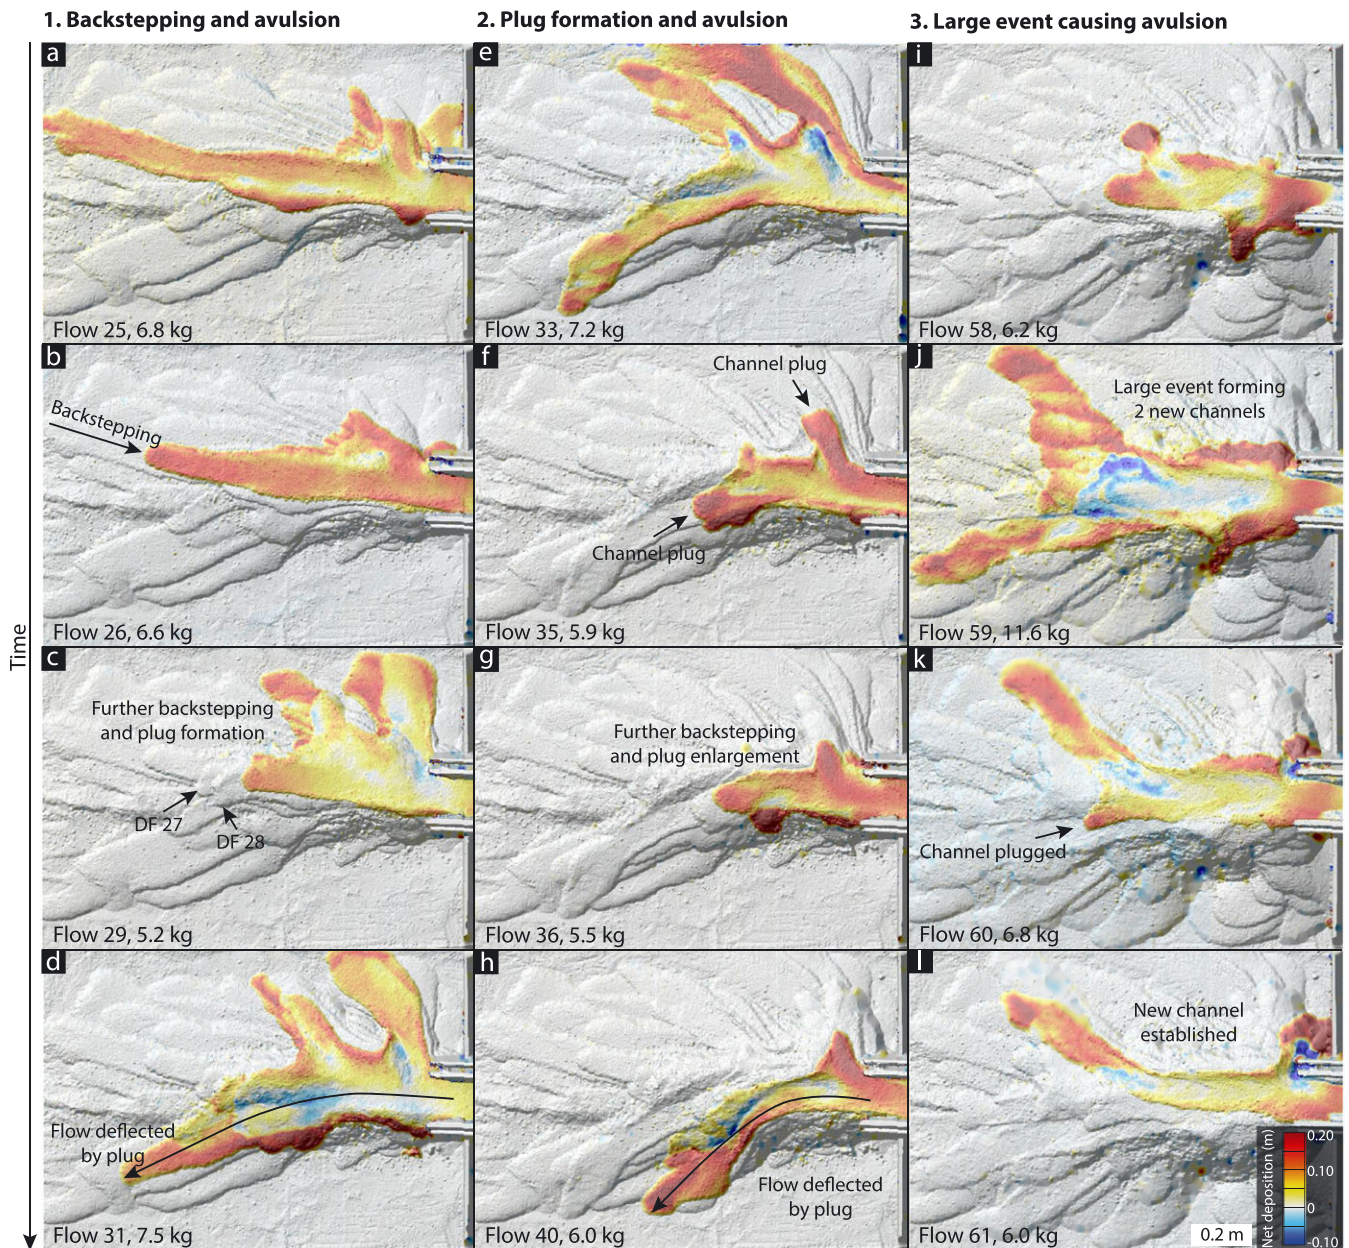 1. Backstepping and avulsion
2. Plug formation and avulsion
3. Large event causing avulsion
Time
a
Flow 25, 6.8 kg
b
Backstepping
Flow 26, 6.6 kg
c
Further backstepping
and plug formation
DF 27
DF 28
Flow 29, 5.2 kg
d
Flow deflected
by plug
Flow 31, 7.5 kg
e
Flow 33, 7.2 kg
f
Channel plug
Channel plug
Flow 35, 5.9 kg
g
Further backstepping
and plug enlargement
Flow 36, 5.5 kg
h
Flow deflected
by plug
Flow 40, 6.0 kg
i
Flow 58, 6.2 kg
j
Large event forming
2 new channels
Flow 59, 11.6 kg
k
Channel plugged
Flow 60, 6.8 kg
l
New channel
established
Flow 61, 6.0 kg
0.2 m
Net deposition (m)
0.20
0.10
0
-0.10